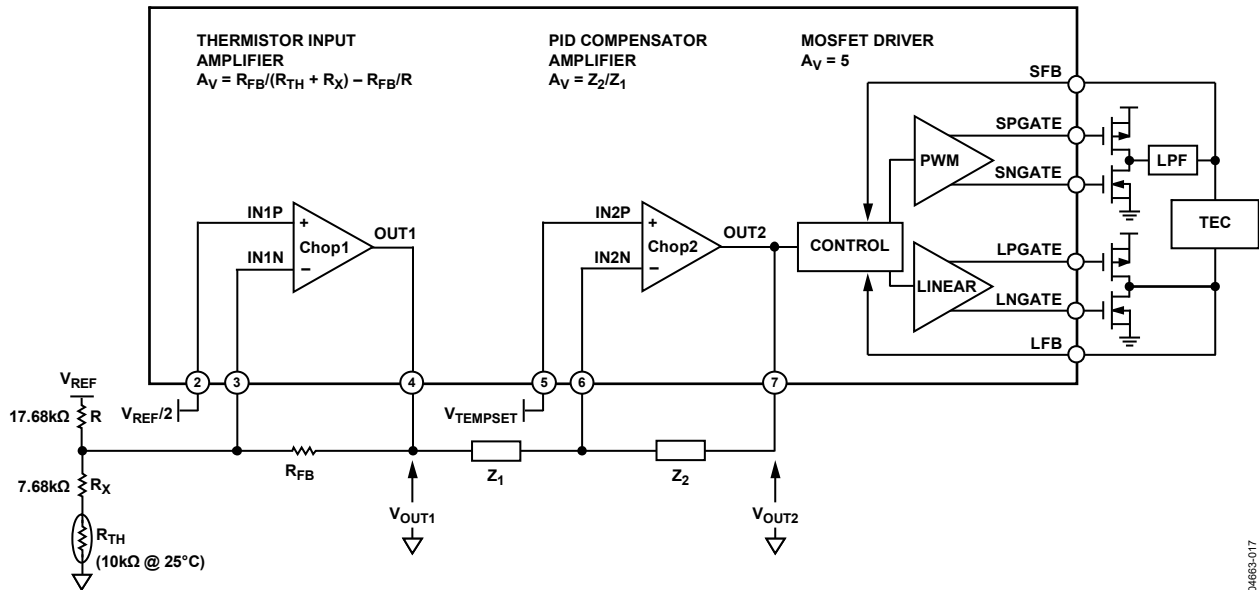 THERMISTOR INPUT
AMPLIFIER
AV = RFB/(RTH + RX) – RFB/R
PID COMPENSATOR
AMPLIFIER
AV = Z2/Z1
MOSFET DRIVER
AV = 5
SFB
SPGATE
PWM
SNGATE
LPF
TEC
IN1P
+
Chop1
OUT1
IN1N
–
IN2P
+
Chop2
OUT2
IN2N
–
CONTROL
LPGATE
LINEAR
LNGATE
LFB
2
3
4
5
6
7
VREF
17.68kΩ
R
VREF/2
VTEMPSET
RFB
Z1
Z2
7.68kΩ
RX
VOUT1
VOUT2
RTH
(10kΩ @ 25°C)
04663-017